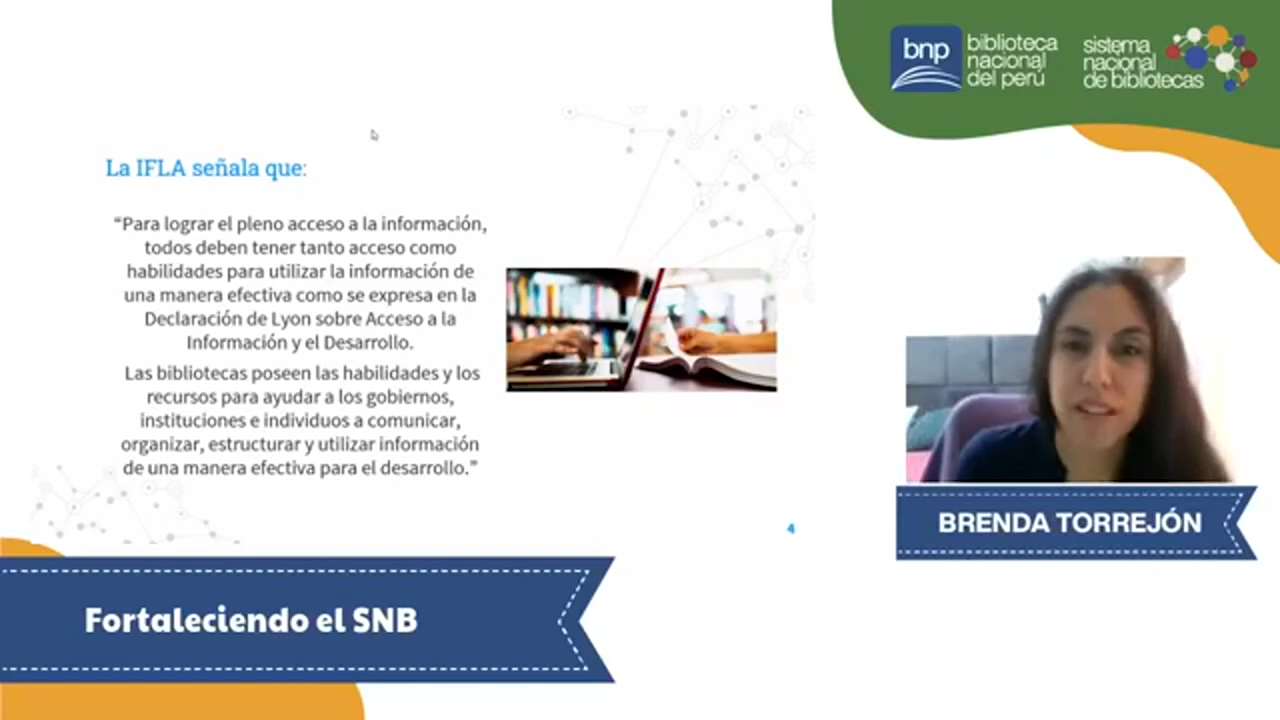 bnp
biblioteca
nacional
del perú
sistema
nacional
de bibliotecas
La IFLA señala que:
“Para lograr el pleno acceso a la información,
todos deben tener tanto acceso como
habilidades para utilizar la información de
una manera efectiva como se expresa en la
Declaración de Lyon sobre Acceso a la
Información y el Desarrollo.
Las bibliotecas poseen las habilidades y los
recursos para ayudar a los gobiernos,
instituciones e individuos a comunicar,
organizar, estructurar y utilizar información
de una manera efectiva para el desarrollo.”
4
BRENDA TORREJÓN
Fortaleciendo el SNB